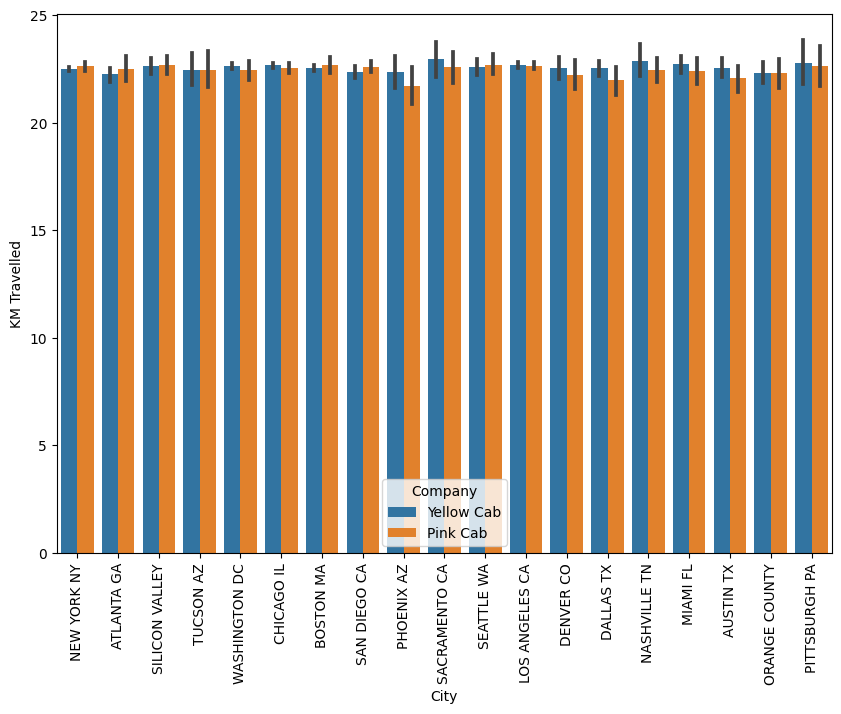 25
20
15
10
5
0
KM Travelled
Company
Yellow Cab
Pink Cab
NEW YORK NY
ATLANTA GA
SILICON VALLEY
TUCSON AZ
WASHINGTON DC
CHICAGO IL
BOSTON MA
SAN DIEGO CA
PHOENIX AZ
SACRAMENTO CA
SEATTLE WA
LOS ANGELES CA
DENVER CO
DALLAS TX
NASHVILLE TN
MIAMI FL
AUSTIN TX
ORANGE COUNTY
PITTSBURGH PA
City